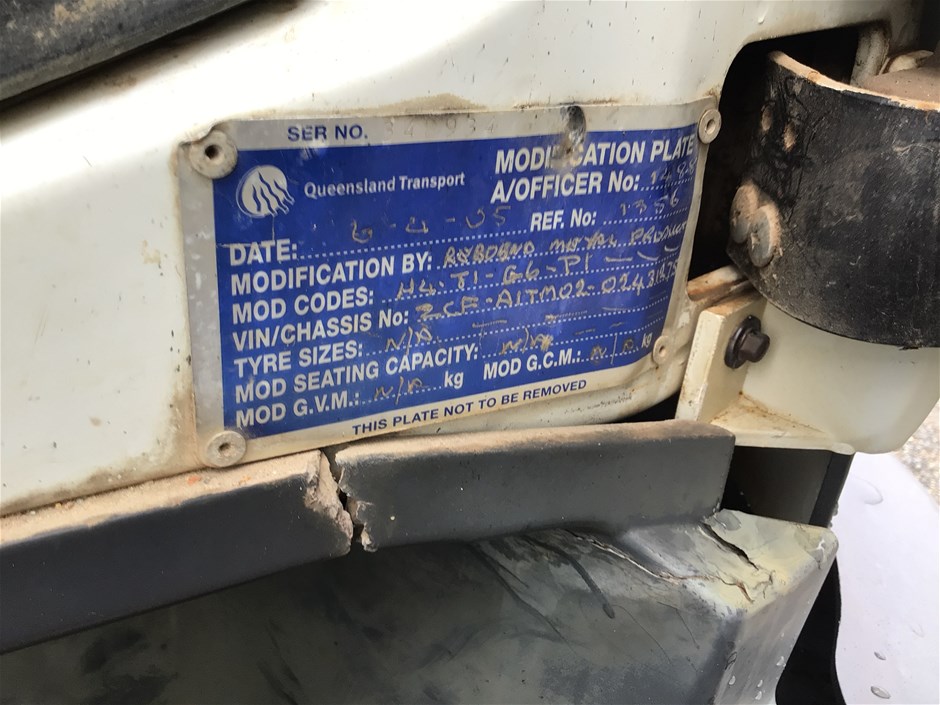 SER NO.
Queensland Transport
MODIFICATION PLATE
A/OFFICER No:
REF. No: 1356
DATE: 6-4-05
MODIFICATION BY: METAL PRODUCTS
MOD CODES: H4-T1-G6-P1
VIN/CHASSIS No:
TYRE SIZES: N/A
MOD SEATING CAPACITY: N/A
MOD G.V.M.: N/A kg MOD G.C.M.: N/A kg
THIS PLATE NOT TO BE REMOVED